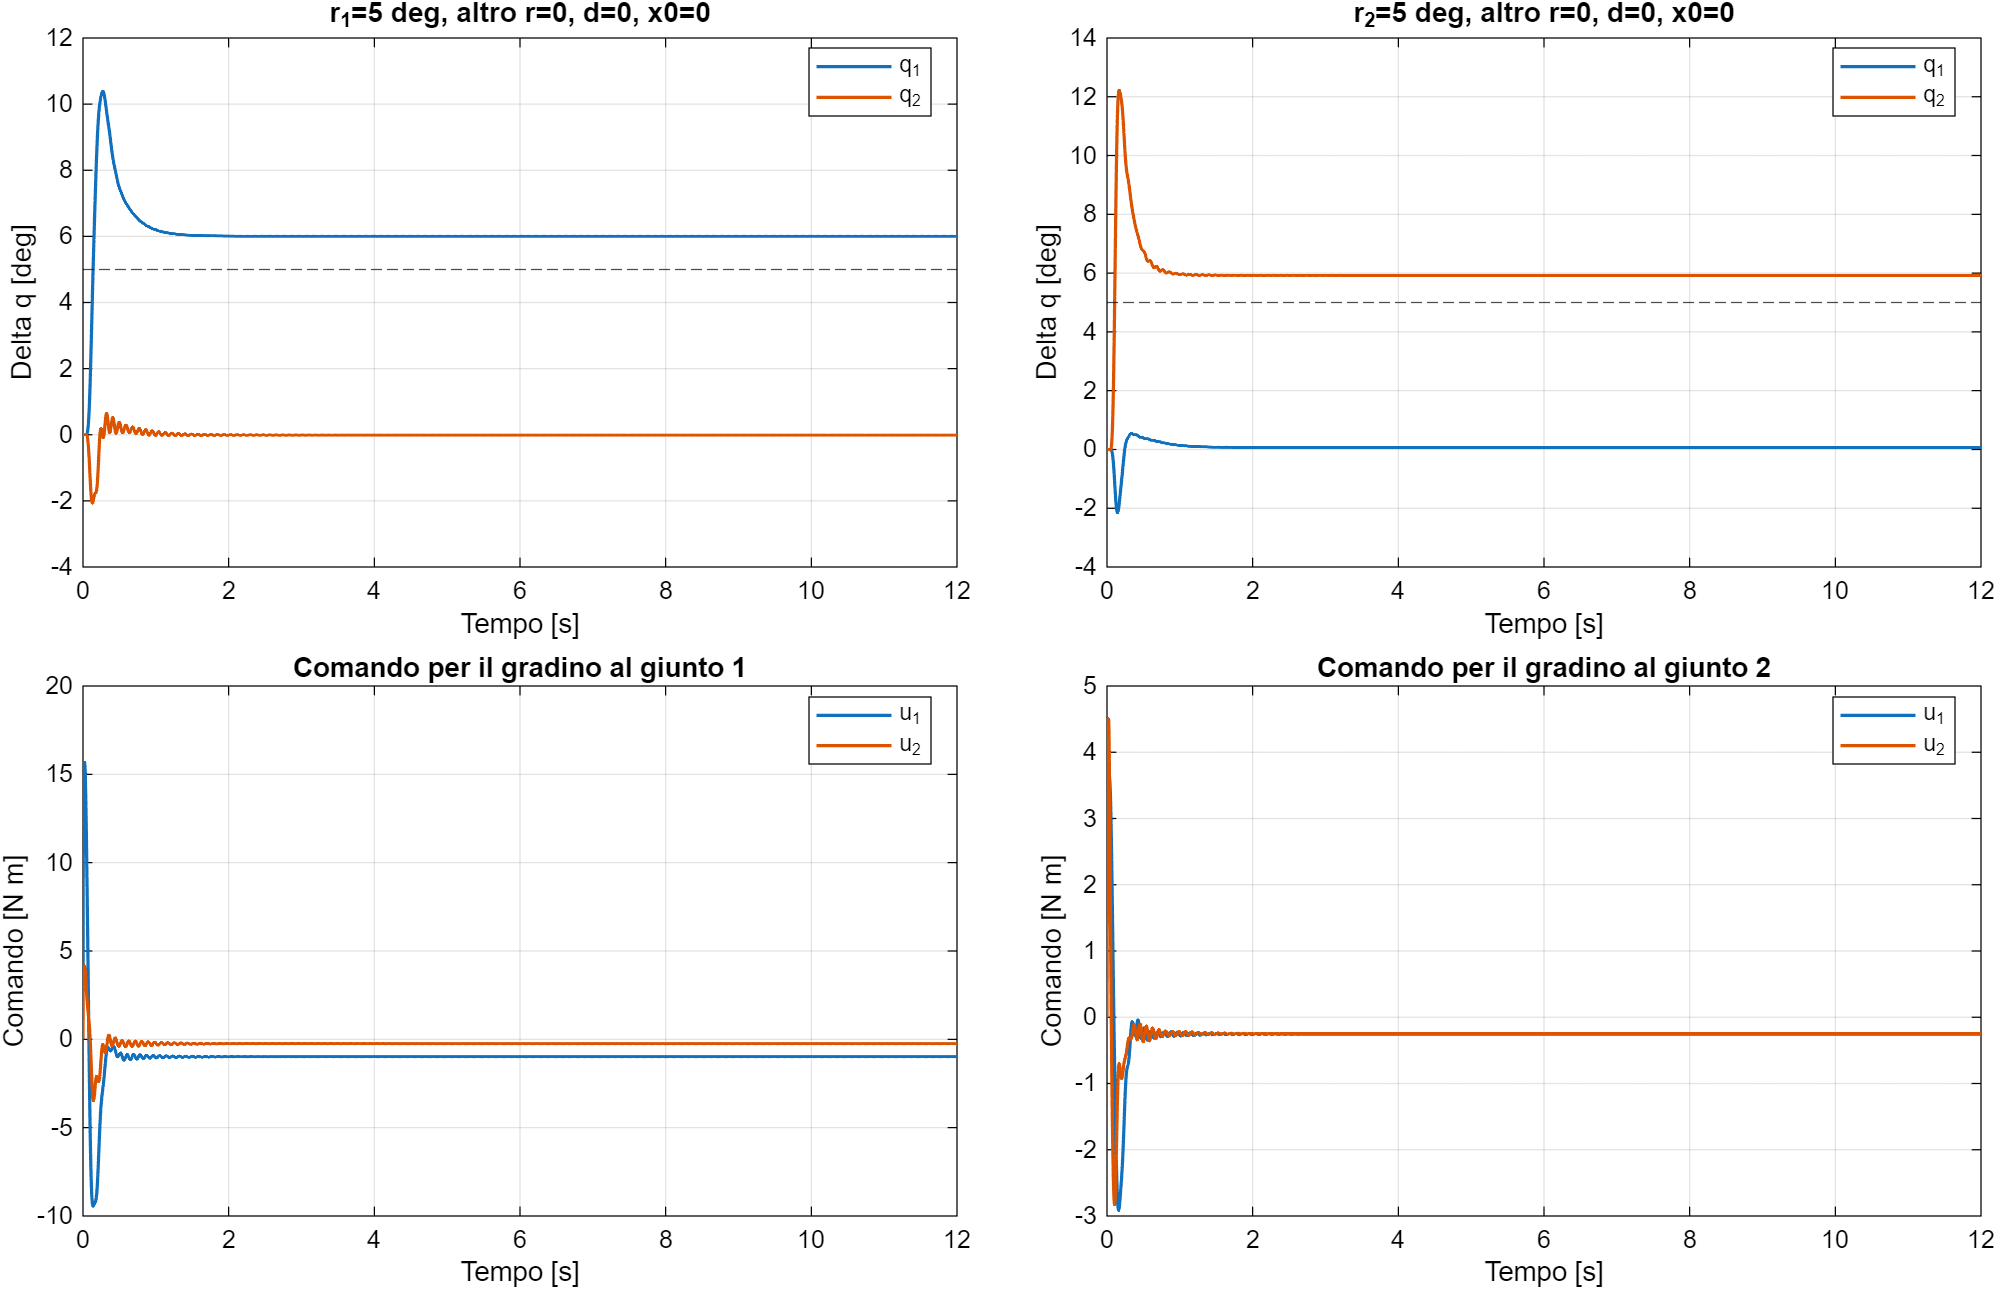 r₁=5 deg, altro r=0, d=0, x0=0
12
10
8
6
4
2
0
-2
-4
0 2 4 6 8 10 12
Delta q [deg]
Tempo [s]
q₁
q₂
r₂=5 deg, altro r=0, d=0, x0=0
14
12
10
8
6
4
2
0
-2
-4
0 2 4 6 8 10 12
Delta q [deg]
Tempo [s]
q₁
q₂
Comando per il gradino al giunto 1
20
15
10
5
0
-5
-10
0 2 4 6 8 10 12
Comando [N m]
Tempo [s]
u₁
u₂
Comando per il gradino al giunto 2
5
4
3
2
1
0
-1
-2
-3
0 2 4 6 8 10 12
Comando [N m]
Tempo [s]
u₁
u₂